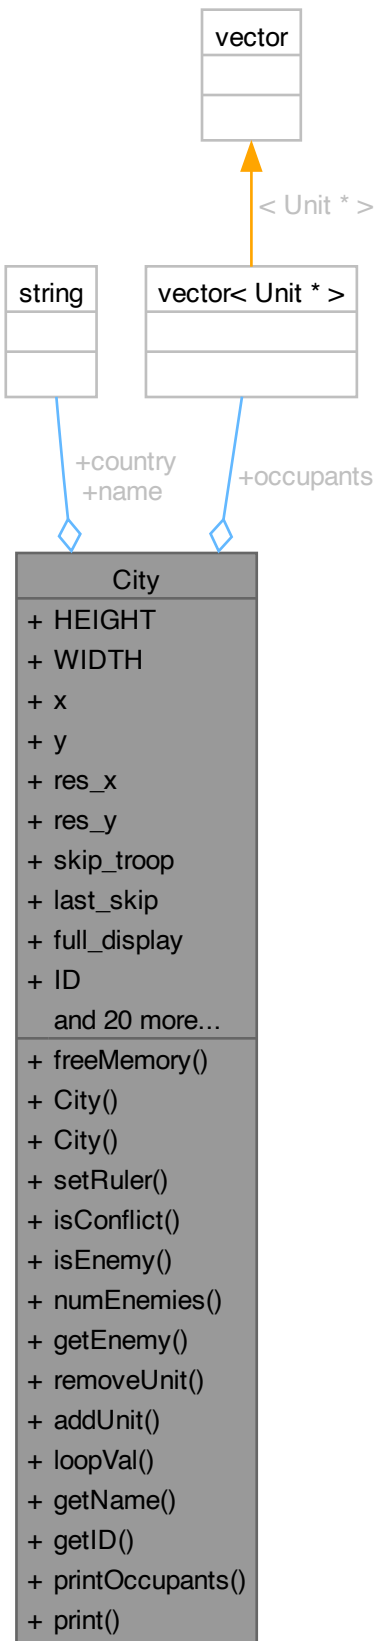 vector
< Unit * >
string
vector< Unit * >
+country
+name
+occupants
City
+ HEIGHT
+ WIDTH
+ x
+ y
+ res_x
+ res_y
+ skip_troop
+ last_skip
+ full_display
+ ID
and 20 more...
+ freeMemory()
+ City()
+ City()
+ setRuler()
+ isConflict()
+ isEnemy()
+ numEnemies()
+ getEnemy()
+ removeUnit()
+ addUnit()
+ loopVal()
+ getName()
+ getID()
+ printOccupants()
+ print()